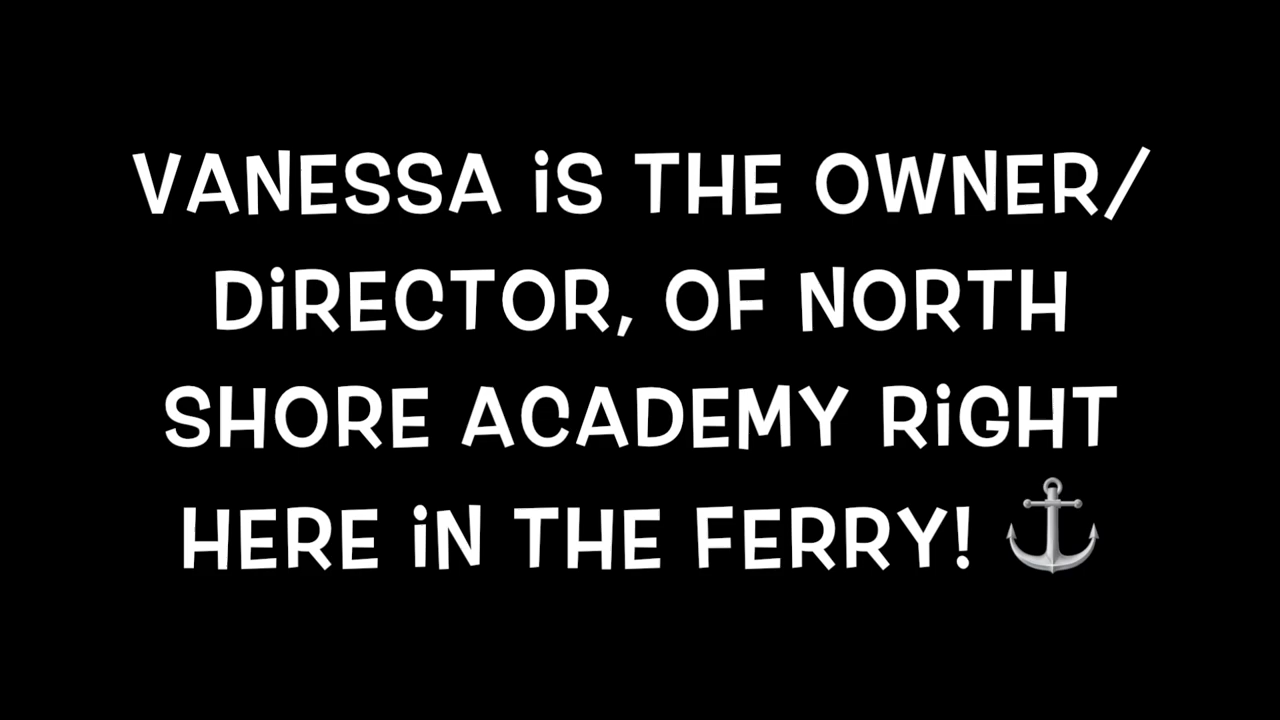 VANESSA iS THE OWNER/
DiRECTOR, OF NORTH
SHORE ACADEMY RiGHT
HERE iN THE FERRY! ⚓